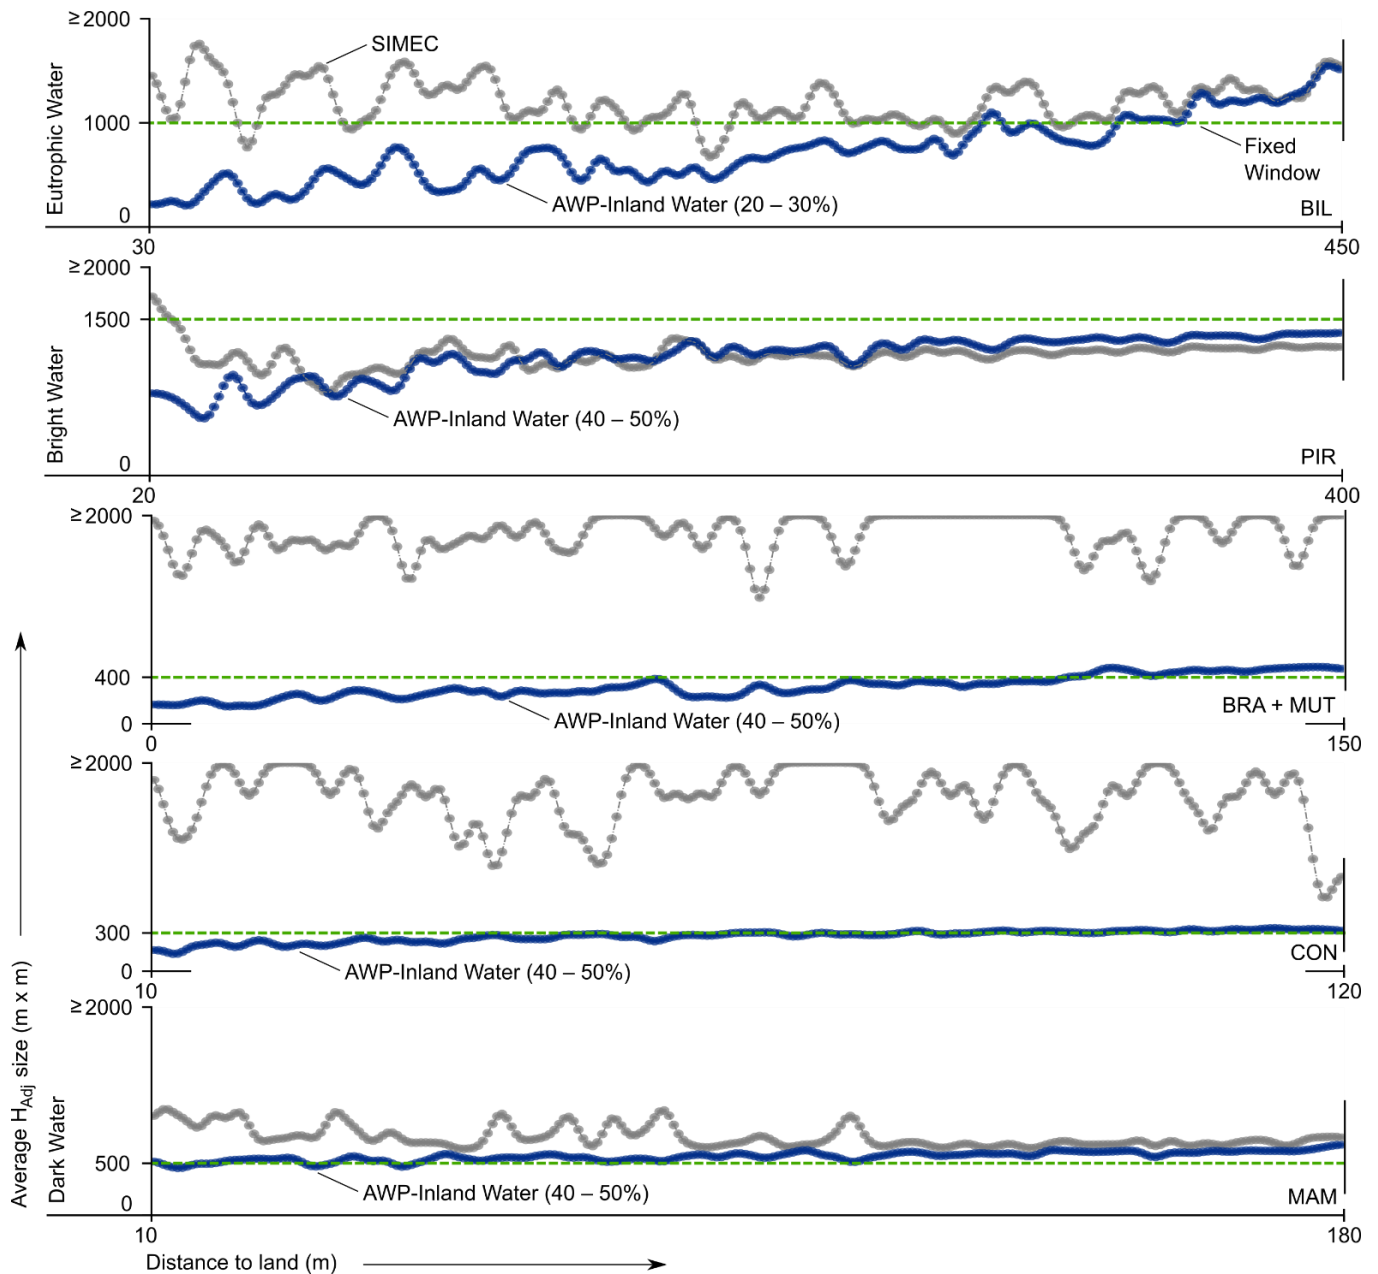 ≥2000
SIMEC
Eutrophic Water
1000
Fixed
Window
AWP-Inland Water (20 – 30%)
0
BIL
30
450
≥2000
1500
Bright Water
AWP-Inland Water (40 – 50%)
0
PIR
20
400
≥2000
400
BRA + MUT
AWP-Inland Water (40 – 50%)
0
0
150
≥2000
300
CON
AWP-Inland Water (40 – 50%)
0
10
120
≥2000
Average HAdj size (m x m)
Dark Water
500
AWP-Inland Water (40 – 50%)
0
MAM
10
180
Distance to land (m)